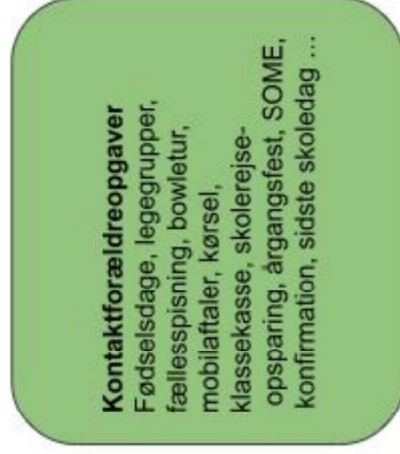 Kontaktforældreopgaver
Fødselsdage, legegrupper,
fællesspisning, bowletur,
mobilaftaler, kørsel,
klassekasse, skolerejse-
opsparing, årgangsfest, SOME,
konfirmation, sidste skoledag ...